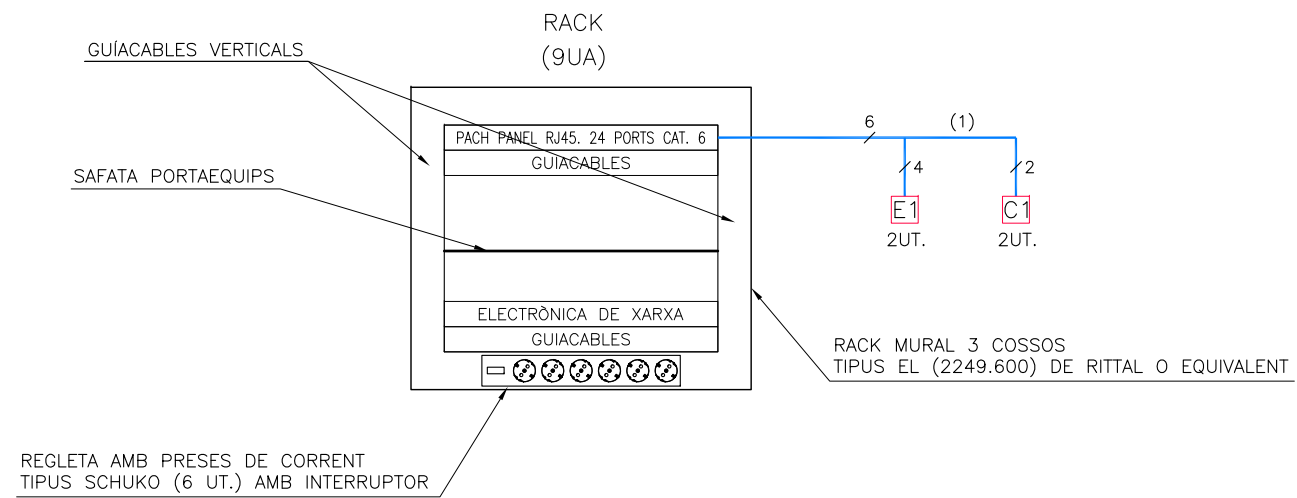 RACK
(9UA)
GUÍACABLES VERTICALS
PACH PANEL RJ45. 24 PORTS CAT. 6
GUIACABLES
SAFATA PORTAEQUIPS
6
(1)
4
2
E1
C1
2UT.
2UT.
ELECTRÒNICA DE XARXA
GUIACABLES
RACK MURAL 3 COSSOS
TIPUS EL (2249.600) DE RITTAL O EQUIVALENT
REGLETA AMB PRESES DE CORRENT
TIPUS SCHUKO (6 UT.) AMB INTERRUPTOR